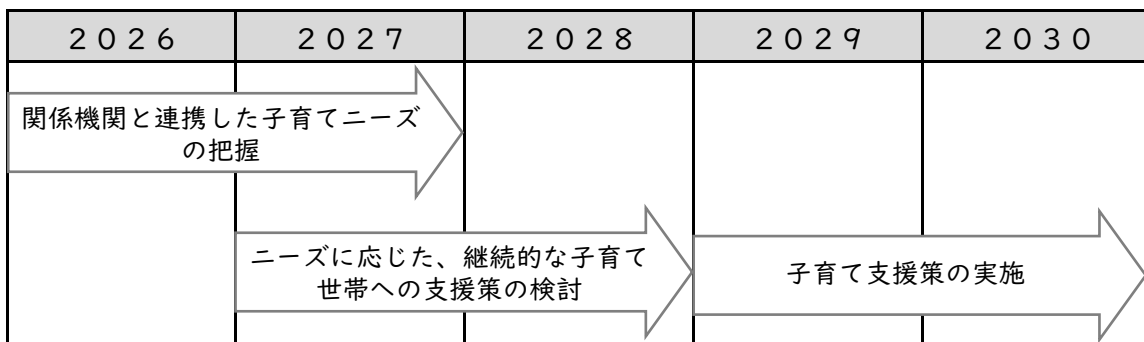 ２０２６ ２０２７ ２０２８ ２０２９ ２０３０
関係機関と連携した子育てニーズ
の把握
ニーズに応じた、継続的な子育て
世帯への支援策の検討
子育て支援策の実施